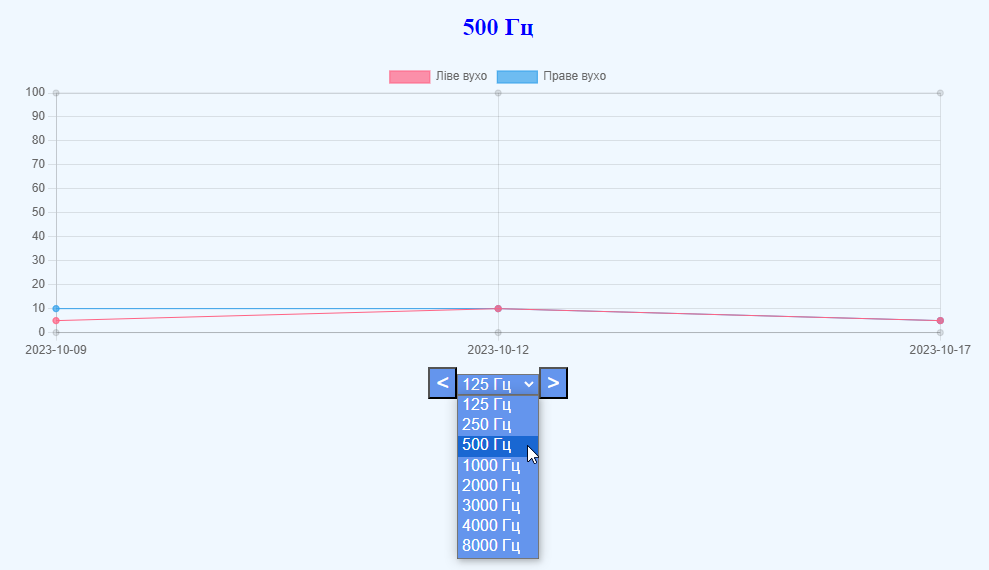 500 Гц
Ліве вухо Праве вухо
100
90
80
70
60
50
40
30
20
10
0
2023-10-09 2023-10-12 2023-10-17
< 125 Гц >
125 Гц
250 Гц
500 Гц
1000 Гц
2000 Гц
3000 Гц
4000 Гц
8000 Гц